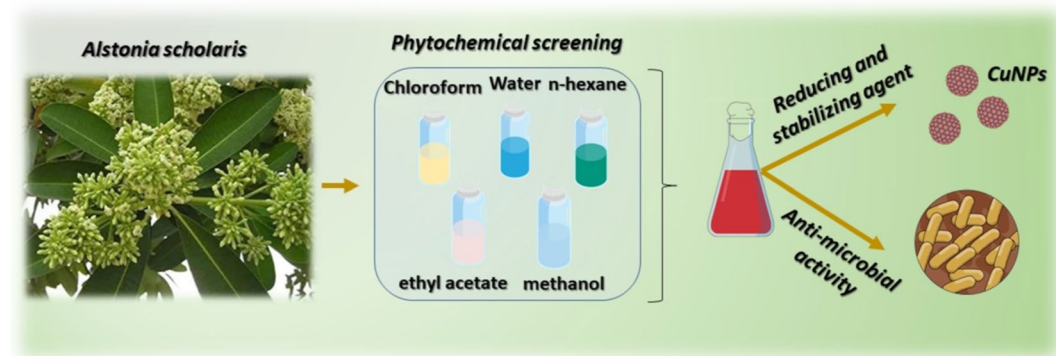 Alstonia scholaris
Phytochemical screening
Chloroform
Water
n-hexane
ethyl acetate
methanol
Reducing and
stabilizing agent
CuNPs
Anti-microbial
activity